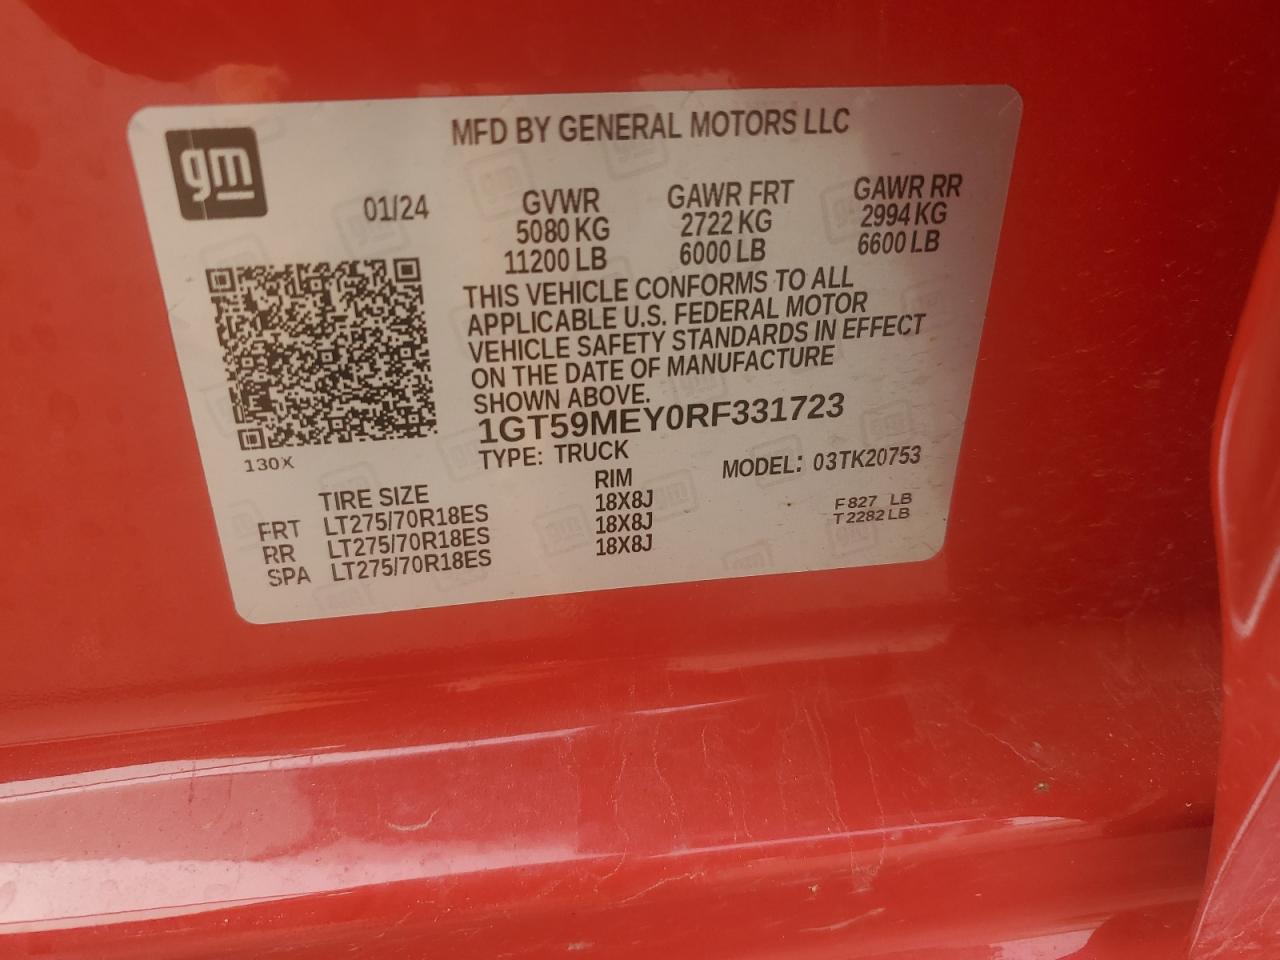 gm
MFD BY GENERAL MOTORS LLC
01/24
GVWR GAWR FRT GAWR RR
5080 KG 2722 KG 2994 KG
11200 LB 6000 LB 6600 LB
THIS VEHICLE CONFORMS TO ALL
APPLICABLE U.S. FEDERAL MOTOR
VEHICLE SAFETY STANDARDS IN EFFECT
ON THE DATE OF MANUFACTURE
SHOWN ABOVE.
1GT59MEY0RF331723
130X
TYPE: TRUCK
MODEL: 03TK20753
TIRE SIZE RIM
FRT LT275/70R18ES 18X8J
RR LT275/70R18ES 18X8J
SPA LT275/70R18ES 18X8J
F 827 LB
T 2282 LB